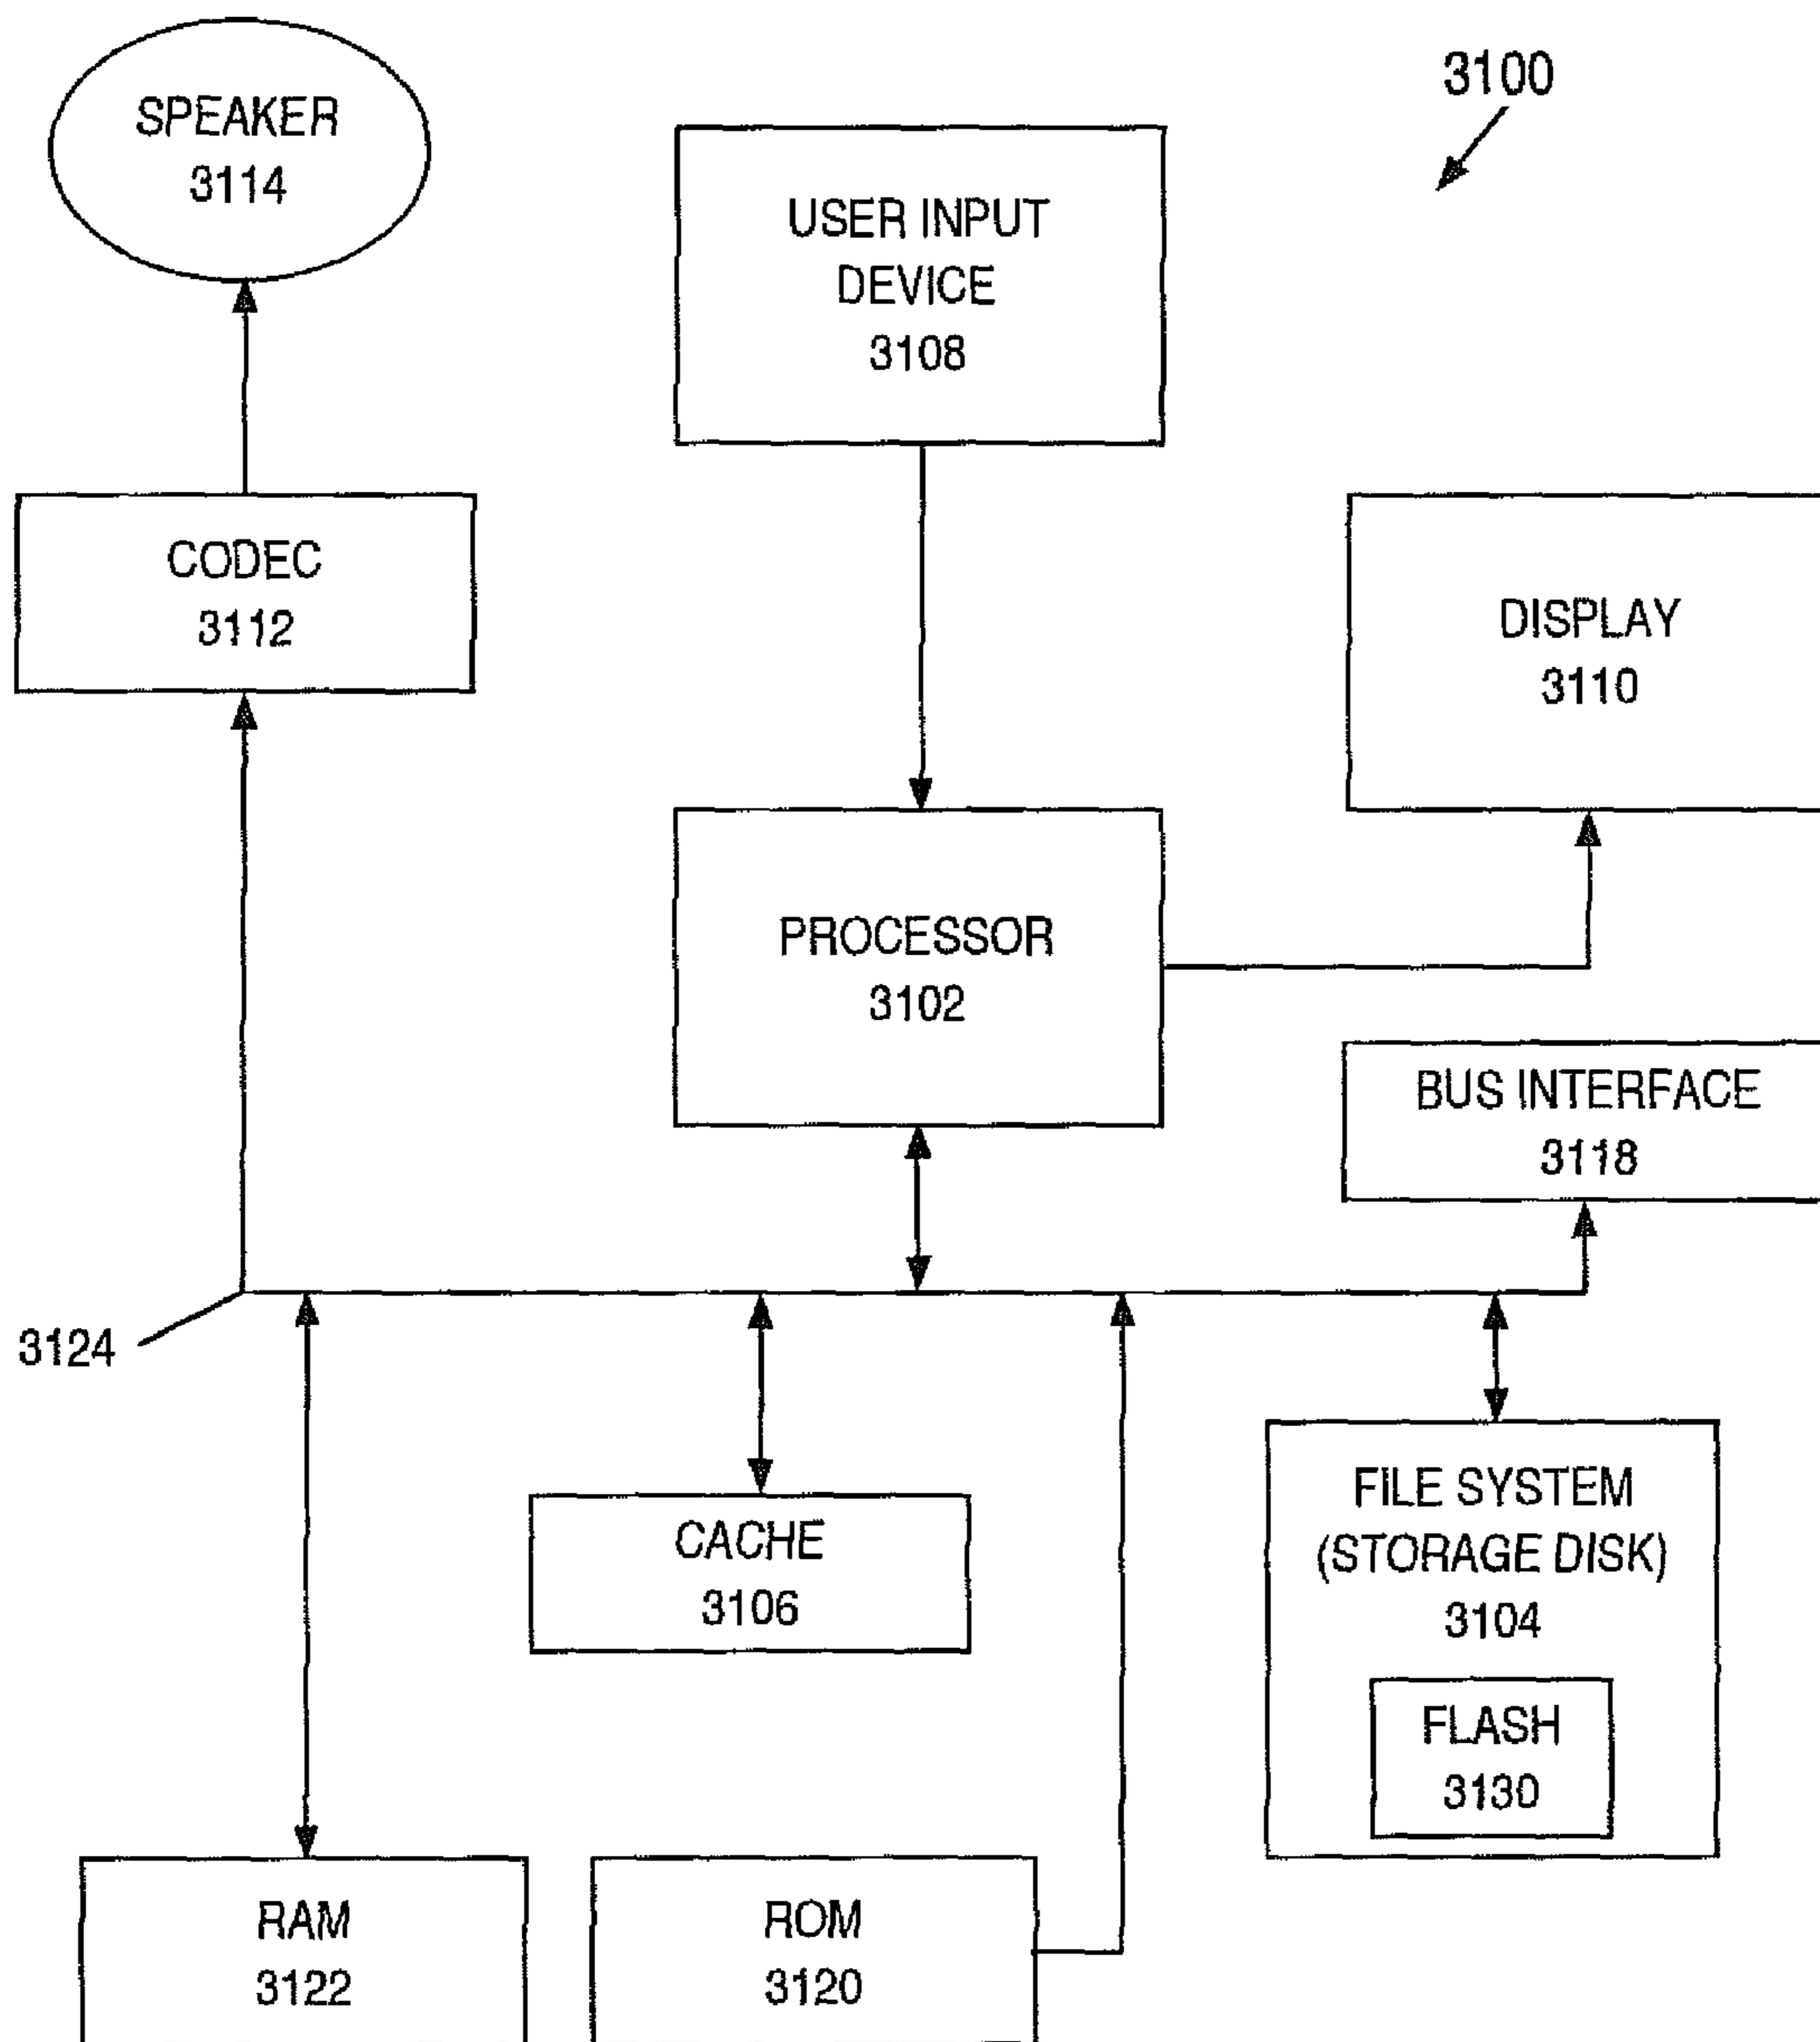 3100
SPEAKER
3114
USER INPUT
DEVICE
3108
CODEC
3112
DISPLAY
3110
PROCESSOR
3102
BUS INTERFACE
3118
3124
CACHE
3106
FILE SYSTEM
(STORAGE DISK)
3104
FLASH
3130
RAM
3122
ROM
3120